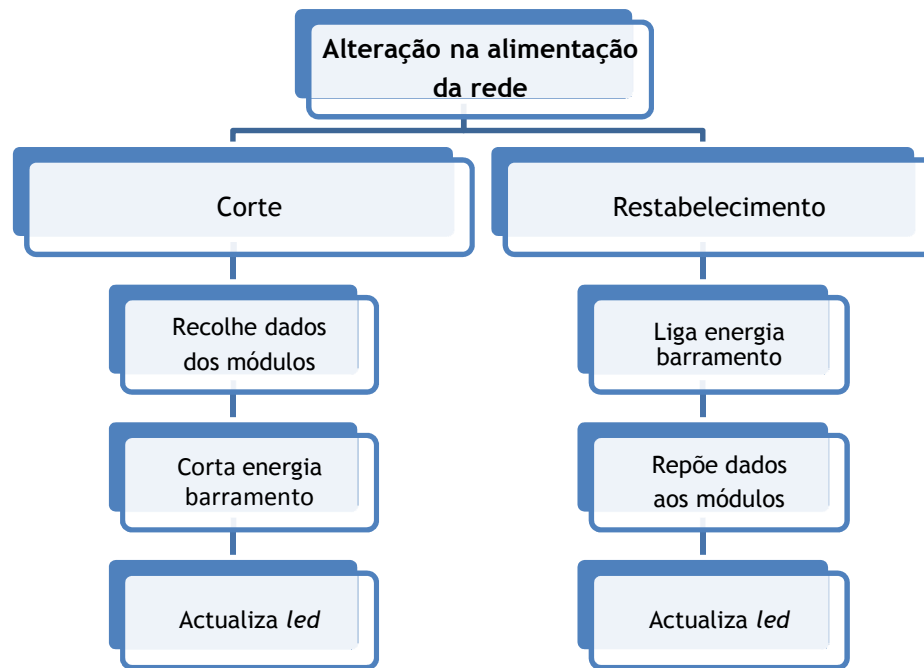 Alteração na alimentação
da rede
Corte
Restabelecimento
Recolhe dados
dos módulos
Liga energia
barramento
Corta energia
barramento
Repõe dados
aos módulos
Actualiza led
Actualiza led